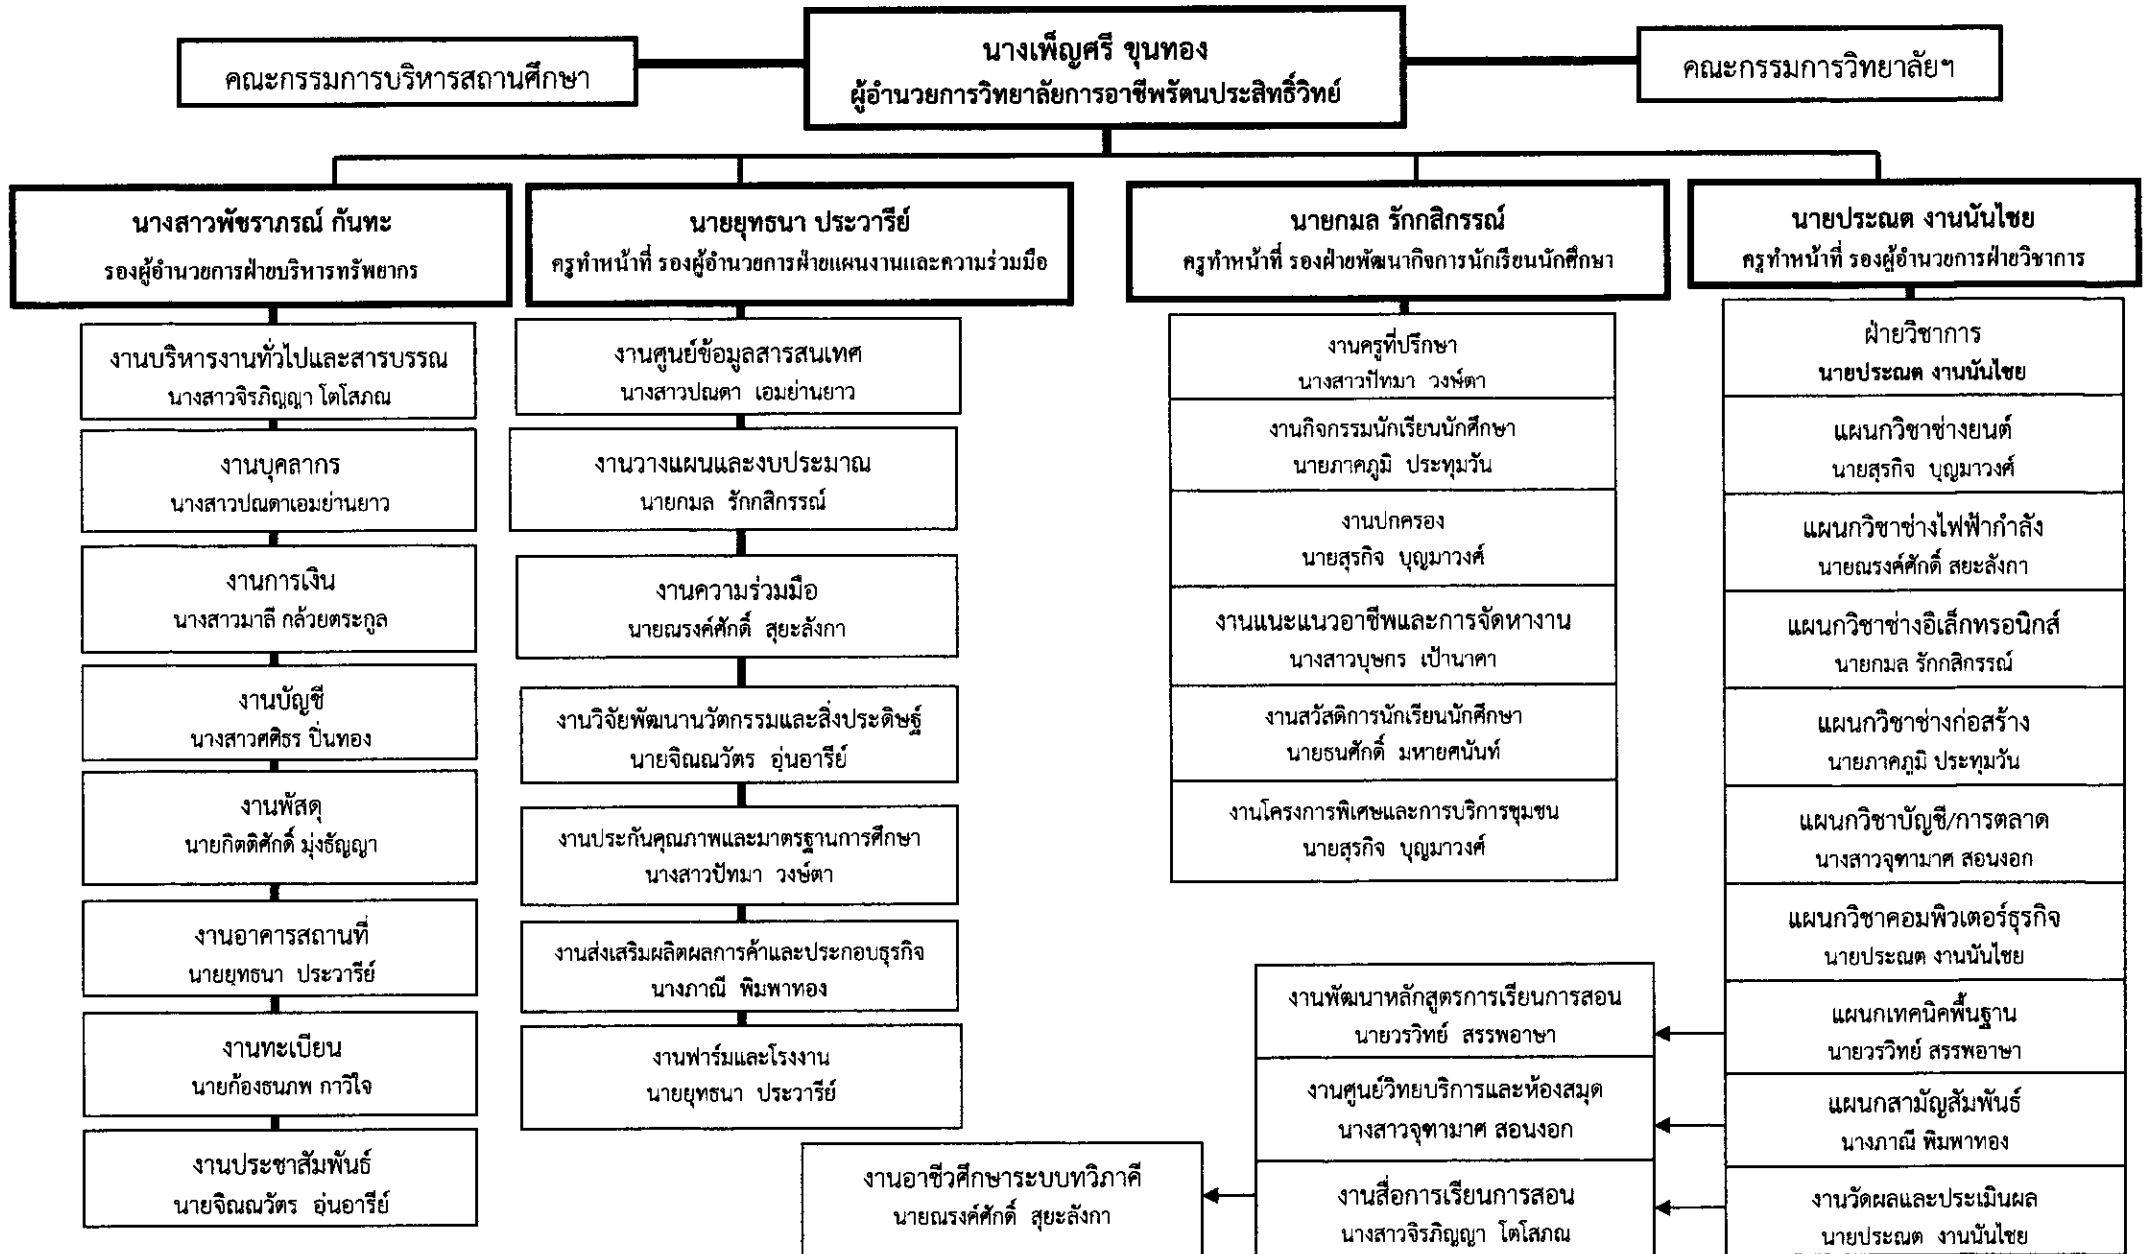 นางเพ็ญศรี ขุนทอง
ผู้อำนวยการวิทยาลัยการอาชีพรัตนประสิทธิ์วิทย์
คณะกรรมการบริหารสถานศึกษา
คณะกรรมการวิทยาลัยฯ
นางสาวพัชราภรณ์ กันทะ
รองผู้อำนวยการฝ่ายบริหารทรัพยากร
งานบริหารงานทั่วไปและสารบรรณ
นางสาวจิรภิญญา โตโสภณ
งานบุคลากร
นางสาวปณดาเอมย่านยาว
งานการเงิน
นางสาวมาลี กล้วยตระกูล
งานบัญชี
นางสาวศศิธร ปิ่นทอง
งานพัสดุ
นายกิตติศักดิ์ มุ่งธัญญา
งานอาคารสถานที่
นายยุทธนา ประวารีย์
งานทะเบียน
นายก้องธนภพ กาวิใจ
งานประชาสัมพันธ์
นายจิณณวัตร อุ่นอารีย์
นายยุทธนา ประวารีย์
ครูทำหน้าที่ รองผู้อำนวยการฝ่ายแผนงานและความร่วมมือ
งานศูนย์ข้อมูลสารสนเทศ
นางสาวปณดา เอมย่านยาว
งานวางแผนและงบประมาณ
นายกมล รักกสิกรรณ์
งานความร่วมมือ
นายณรงค์ศักดิ์ สุยะลังกา
งานวิจัยพัฒนานวัตกรรมและสิ่งประดิษฐ์
นายจิณณวัตร อุ่นอารีย์
งานประกันคุณภาพและมาตรฐานการศึกษา
นางสาวปัทมา วงษ์ตา
งานส่งเสริมผลิตผลการค้าและประกอบธุรกิจ
นางภาณี พิมพาทอง
งานฟาร์มและโรงงาน
นายยุทธนา ประวารีย์
นายกมล รักกสิกรรณ์
ครูทำหน้าที่ รองฝ่ายพัฒนากิจการนักเรียนนักศึกษา
งานครูที่ปรึกษา
นางสาวปัทมา วงษ์ตา
งานกิจกรรมนักเรียนนักศึกษา
นายภาคภูมิ ประทุมวัน
งานปกครอง
นายสุรกิจ บุญมาวงศ์
งานแนะแนวอาชีพและการจัดหางาน
นางสาวบุษกร เป้านาคา
งานสวัสดิการนักเรียนนักศึกษา
นายธนศักดิ์ มหายศนันท์
งานโครงการพิเศษและการบริการชุมชน
นายสุรกิจ บุญมาวงศ์
นายประณต งานนันไชย
ครูทำหน้าที่ รองผู้อำนวยการฝ่ายวิชาการ
ฝ่ายวิชาการ
นายประณต งานนันไชย
แผนกวิชาช่างยนต์
นายสุรกิจ บุญมาวงศ์
แผนกวิชาช่างไฟฟ้ากำลัง
นายณรงค์ศักดิ์ สยะลังกา
แผนกวิชาช่างอิเล็กทรอนิกส์
นายกมล รักกสิกรรณ์
แผนกวิชาช่างก่อสร้าง
นายภาคภูมิ ประทุมวัน
แผนกวิชาบัญชี/การตลาด
นางสาวจุฑามาศ สอนงอก
แผนกวิชาคอมพิวเตอร์ธุรกิจ
นายประณต งานนันไชย
แผนกเทคนิคพื้นฐาน
นายวรวิทย์ สรรพอาษา
แผนกสามัญสัมพันธ์
นางภาณี พิมพาทอง
งานวัดผลและประเมินผล
นายประณต งานนันไชย
งานพัฒนาหลักสูตรการเรียนการสอน
นายวรวิทย์ สรรพอาษา
งานศูนย์วิทยบริการและห้องสมุด
นางสาวจุฑามาศ สอนงอก
งานสื่อการเรียนการสอน
นางสาวจิรภิญญา โตโสภณ
งานอาชีวศึกษาระบบทวิภาคี
นายณรงค์ศักดิ์ สุยะลังกา